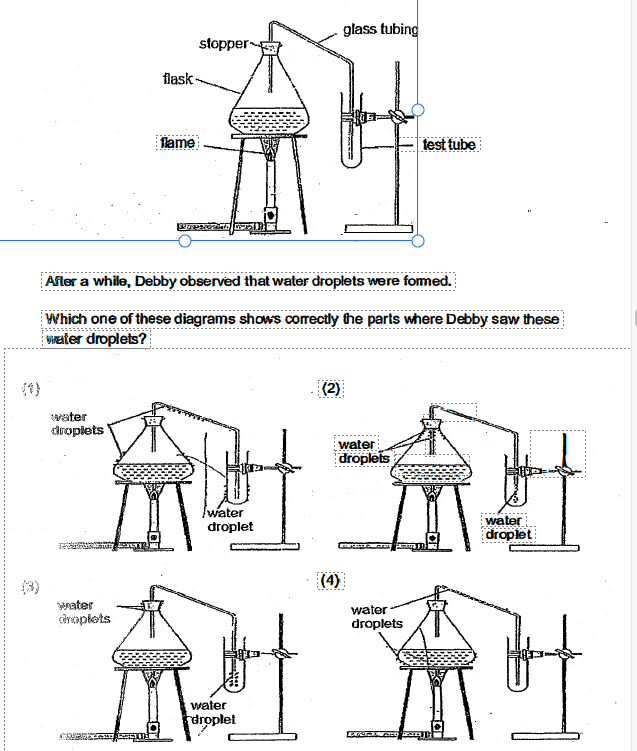 glass tubing
stopper
flask
flame
test tube
After a while, Debby observed that water droplets were formed.
Which one of these diagrams shows correctly the parts where Debby saw these
water droplets?
(1)
water
droplets
water
droplet
(2)
water
droplets
water
droplet
(3)
water
droplets
water
droplet
(4)
water
droplets